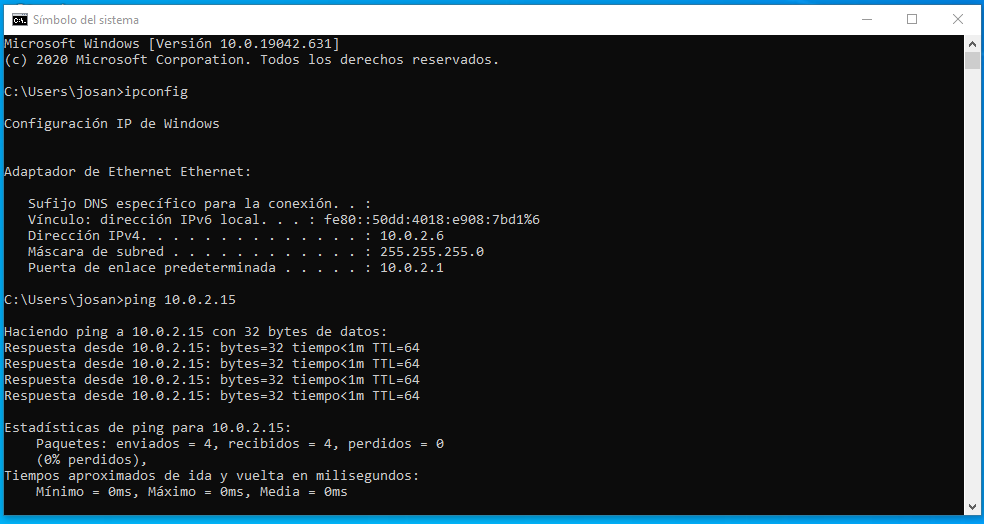 Símbolo del sistema
Microsoft Windows [Versión 10.0.19042.631]
(c) 2020 Microsoft Corporation. Todos los derechos reservados.
C:\Users\josan>ipconfig
Configuración IP de Windows
Adaptador de Ethernet Ethernet:
   Sufijo DNS específico para la conexión. . :
   Vínculo: dirección IPv6 local. . . : fe80::50dd:4018:e908:7bd1%6
   Dirección IPv4. . . . . . . . . . . . . . : 10.0.2.6
   Máscara de subred . . . . . . . . . . . . : 255.255.255.0
   Puerta de enlace predeterminada . . . . . : 10.0.2.1
C:\Users\josan>ping 10.0.2.15
Haciendo ping a 10.0.2.15 con 32 bytes de datos:
Respuesta desde 10.0.2.15: bytes=32 tiempo<1m TTL=64
Respuesta desde 10.0.2.15: bytes=32 tiempo<1m TTL=64
Respuesta desde 10.0.2.15: bytes=32 tiempo<1m TTL=64
Respuesta desde 10.0.2.15: bytes=32 tiempo<1m TTL=64
Estadísticas de ping para 10.0.2.15:
    Paquetes: enviados = 4, recibidos = 4, perdidos = 0
    (0% perdidos),
Tiempos aproximados de ida y vuelta en milisegundos:
    Mínimo = 0ms, Máximo = 0ms, Media = 0ms